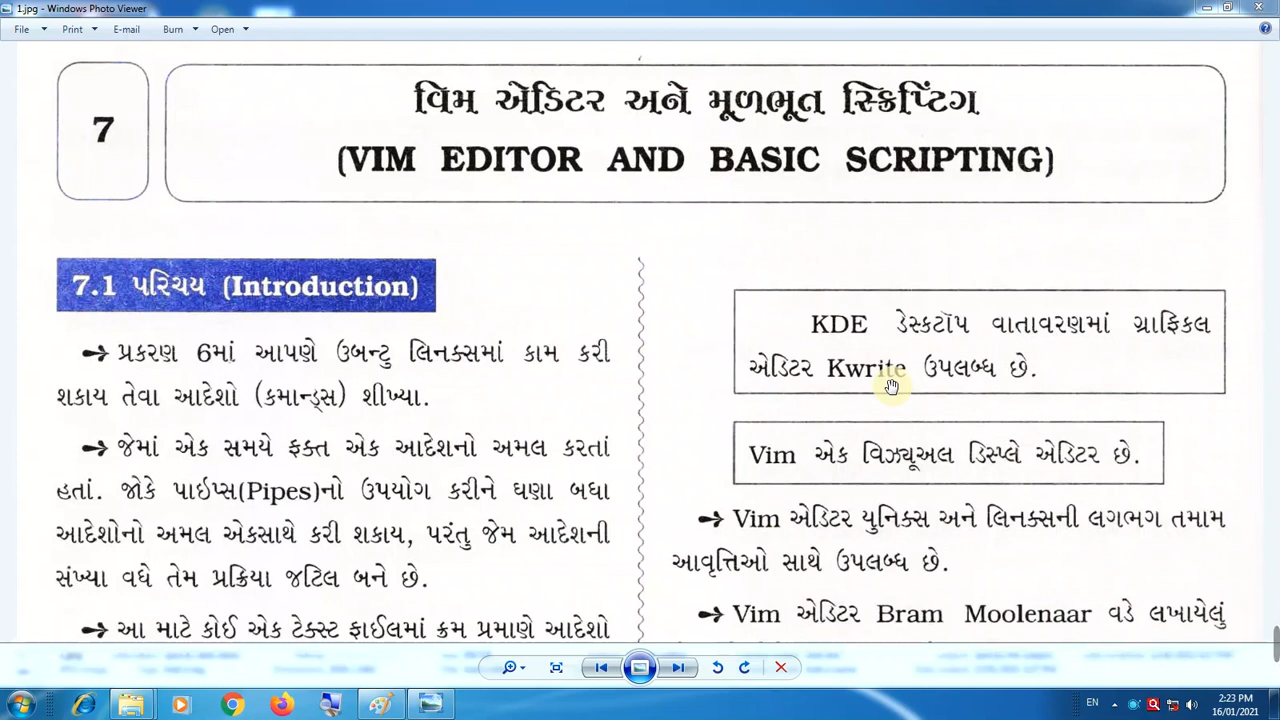 1.jpg - Windows Photo Viewer
File Print E-mail Burn Open
7
વિમ એડિટર અને મૂળભૂત સ્ક્રિપ્ટિંગ
(VIM EDITOR AND BASIC SCRIPTING)
7.1 પરિચય (Introduction)
➛ પ્રકરણ 6માં આપણે ઉબન્ટુ લિનક્સમાં કામ કરી
શકાય તેવા આદેશો (કમાન્ડ્સ) શીખ્યા.
➛ જેમાં એક સમયે ફક્ત એક આદેશનો અમલ કરતાં
હતાં. જોકે પાઇપ્સ(Pipes)નો ઉપયોગ કરીને ઘણા બધા
આદેશોનો અમલ એકસાથે કરી શકાય, પરંતુ જેમ આદેશની
સંખ્યા વધે તેમ પ્રક્રિયા જટિલ બને છે.
➛ આ માટે કોઈ એક ટેક્સ્ટ ફાઈલમાં ક્રમ પ્રમાણે આદેશો
KDE ડેસ્કટૉપ વાતાવરણમાં ગ્રાફિકલ
એડિટર Kwrite ઉપલબ્ધ છે.
Vim એક વિઝ્યૂઅલ ડિસ્પ્લે એડિટર છે.
➛ Vim એડિટર યુનિક્સ અને લિનક્સની લગભગ તમામ
આવૃત્તિઓ સાથે ઉપલબ્ધ છે.
➛ Vim એડિટર Bram Moolenaar વડે લખાયેલું
EN
2:23 PM
16/01/2021